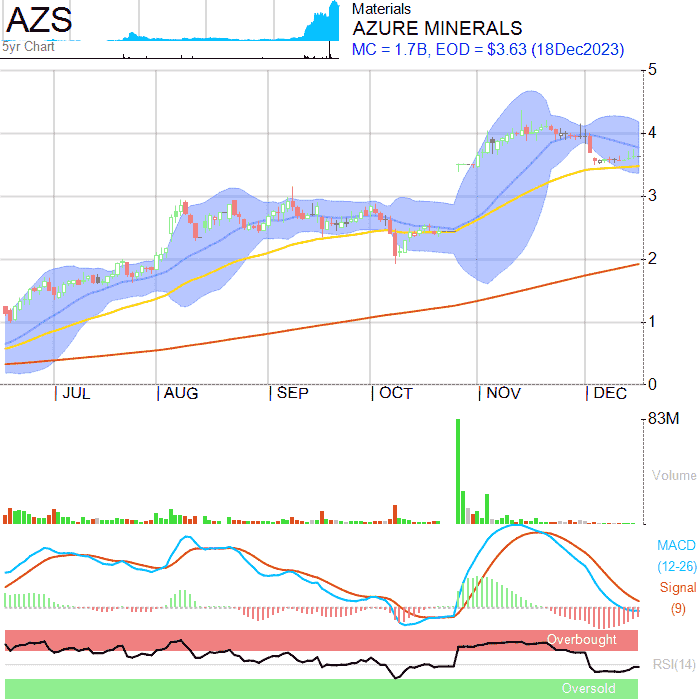 AZS
5yr Chart
Materials
AZURE MINERALS
MC = 1.7B, EOD = $3.63 (18Dec2023)
5
4
3
2
1
0
JUL AUG SEP OCT NOV DEC
83M
Volume
MACD
(12-26)
Signal
(9)
Overbought
RSI(14)
Oversold